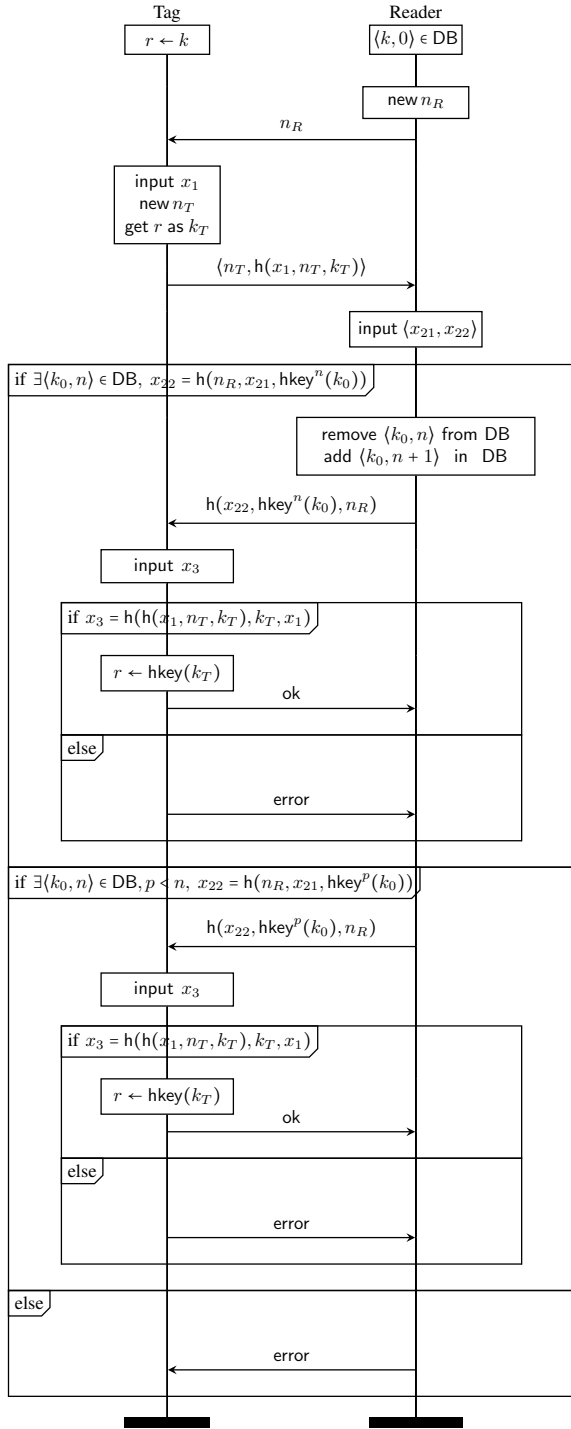 Tag
Reader
r ← k
⟨k, 0⟩ ∈ DB
new n_R
n_R
input x_1
new n_T
get r as k_T
⟨n_T, h(x_1, n_T, k_T)⟩
input ⟨x_21, x_22⟩
if ∃⟨k_0, n⟩ ∈ DB, x_22 = h(n_R, x_21, hkey^n(k_0))
remove ⟨k_0, n⟩ from DB
add ⟨k_0, n + 1⟩ in DB
h(x_22, hkey^n(k_0), n_R)
input x_3
if x_3 = h(h(x_1, n_T, k_T), k_T, x_1)
r ← hkey(k_T)
ok
else
error
if ∃⟨k_0, n⟩ ∈ DB, p < n, x_22 = h(n_R, x_21, hkey^p(k_0))
h(x_22, hkey^p(k_0), n_R)
input x_3
if x_3 = h(h(x_1, n_T, k_T), k_T, x_1)
r ← hkey(k_T)
ok
else
error
else
error